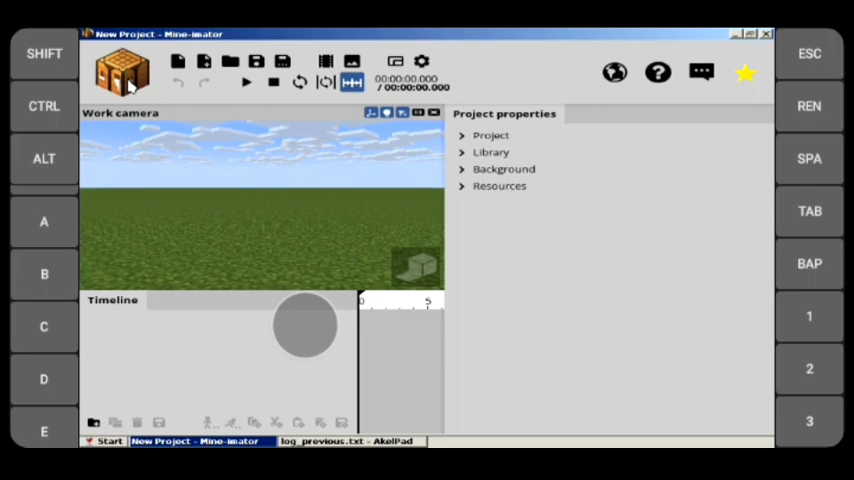 New Project - Mine-imator
SHIFT
CTRL
ALT
A
B
C
D
E
00:00:00.000
/ 00:00:00.000
Work camera
Project properties
Project
Library
Background
Resources
Timeline
0
5
Start
New Project - Mine-imator
log_previous.txt - AkelPad
ESC
REN
SPA
TAB
BAP
1
2
3